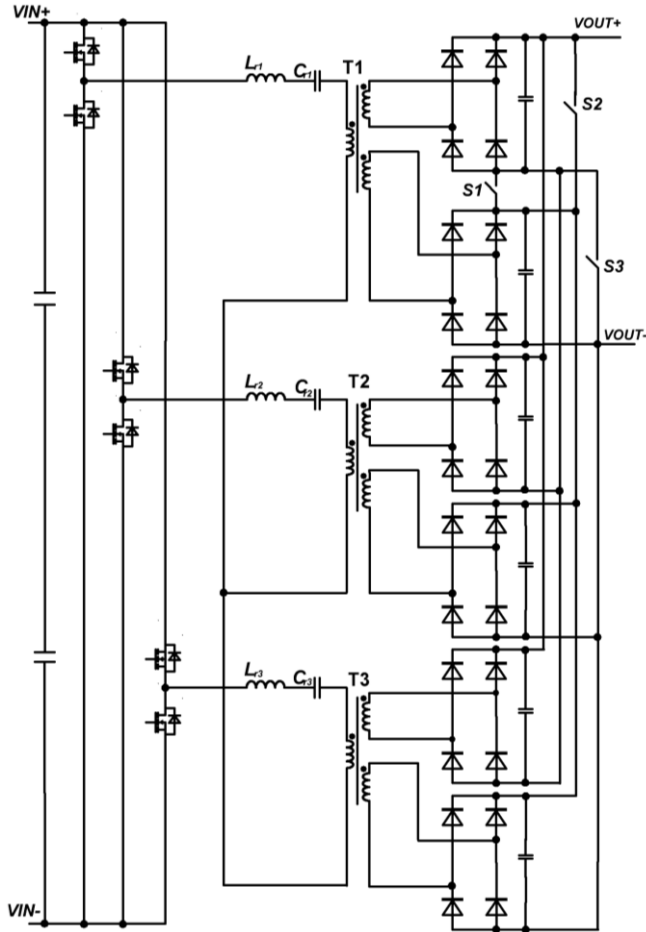 VIN+
VOUT+
Lr1
Cr1
T1
S2
S1
S3
VOUT-
Lr2
Cr2
T2
Lr3
Cr3
T3
VIN-